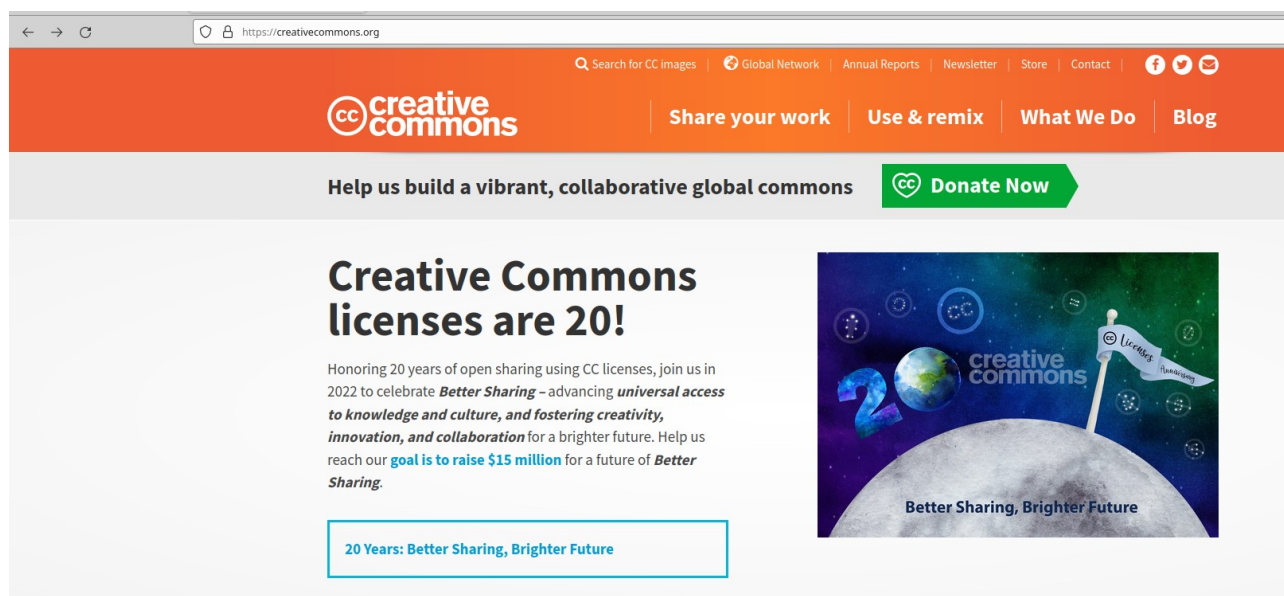 https://creativecommons.org
Search for CC images | Global Network | Annual Reports | Newsletter | Store | Contact |
cc creative commons
Share your work | Use & remix | What We Do | Blog
Help us build a vibrant, collaborative global commons
cc Donate Now
Creative Commons
licenses are 20!
Honoring 20 years of open sharing using CC licenses, join us in
2022 to celebrate Better Sharing – advancing universal access
to knowledge and culture, and fostering creativity,
innovation, and collaboration for a brighter future. Help us
reach our goal is to raise $15 million for a future of Better
Sharing.
20 Years: Better Sharing, Brighter Future
cc
20
creative
commons
cc Licenses
Anniversary
Better Sharing, Brighter Future